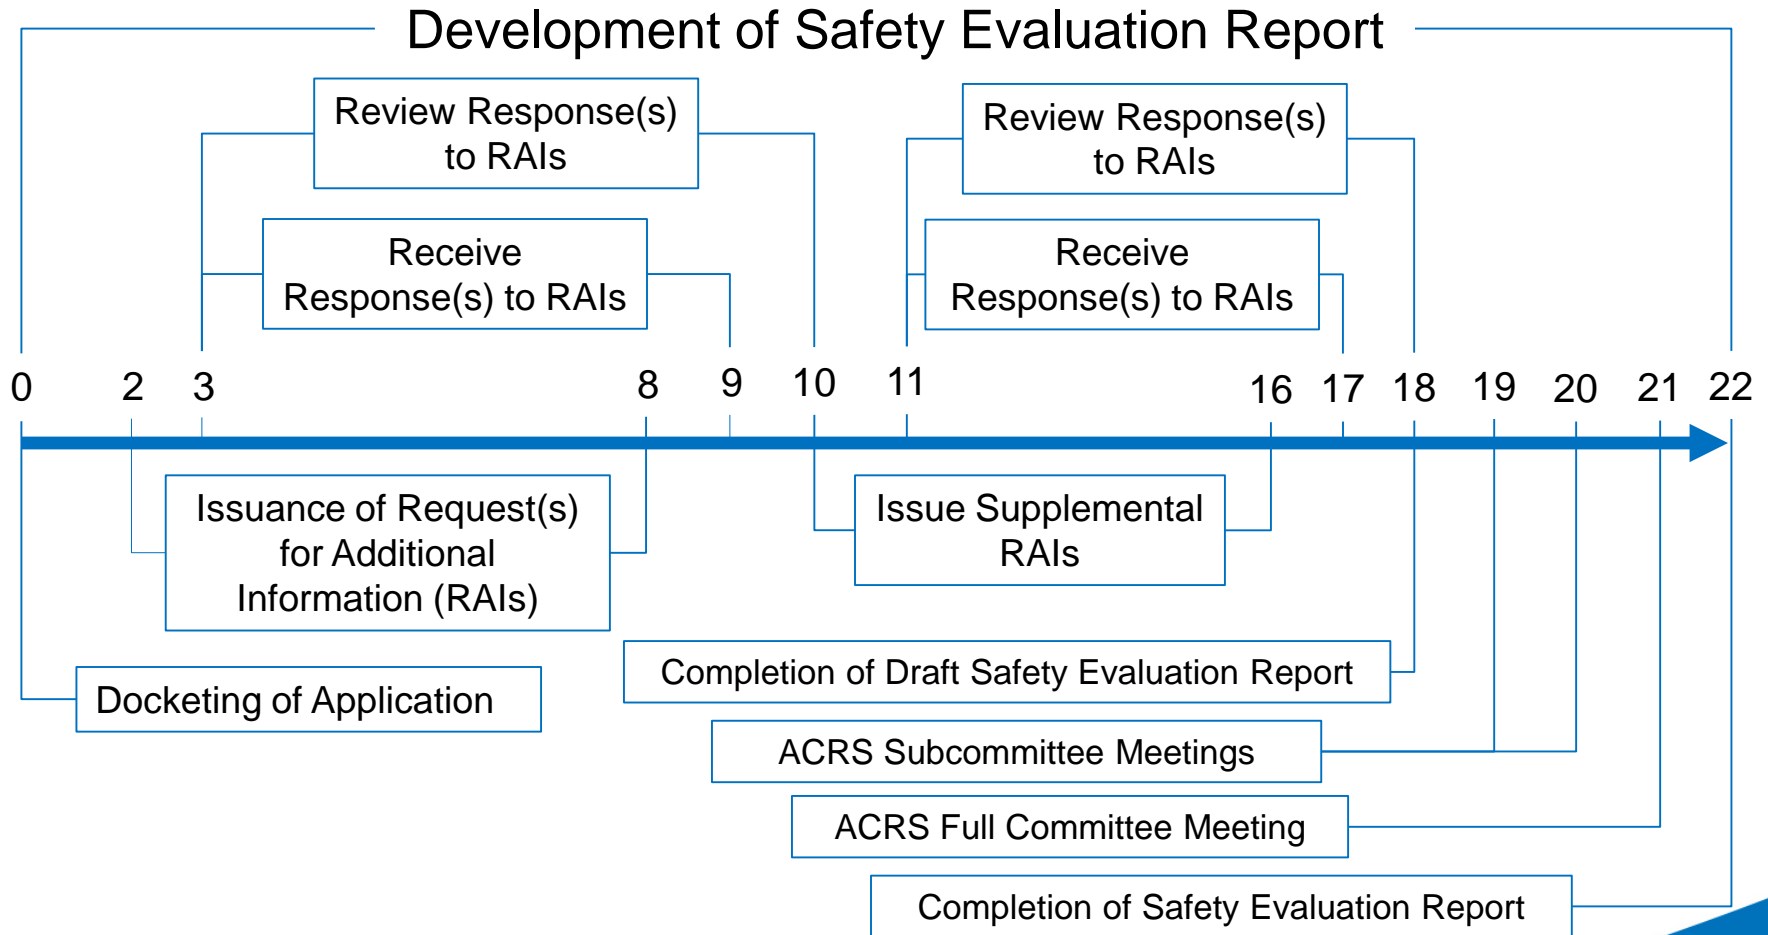 Development of Safety Evaluation Report
Review Response(s)
to RAIs
Review Response(s)
to RAIs
Receive
Response(s) to RAIs
Receive
Response(s) to RAIs
0 2 3 8 9 10 11 16 17 18 19 20 21 22
Issuance of Request(s)
for Additional
Information (RAIs)
Issue Supplemental
RAIs
Completion of Draft Safety Evaluation Report
Docketing of Application
ACRS Subcommittee Meetings
ACRS Full Committee Meeting
Completion of Safety Evaluation Report